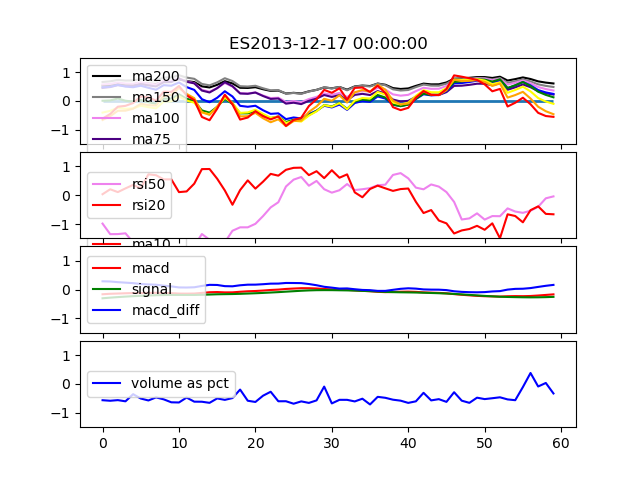 ES2013-12-17 00:00:00
1
0
−1
ma200
ma150
ma100
ma75
1
0
−1
rsi50
rsi20
ma10
1
0
−1
macd
signal
macd_diff
1
0
−1
volume as pct
0 10 20 30 40 50 60